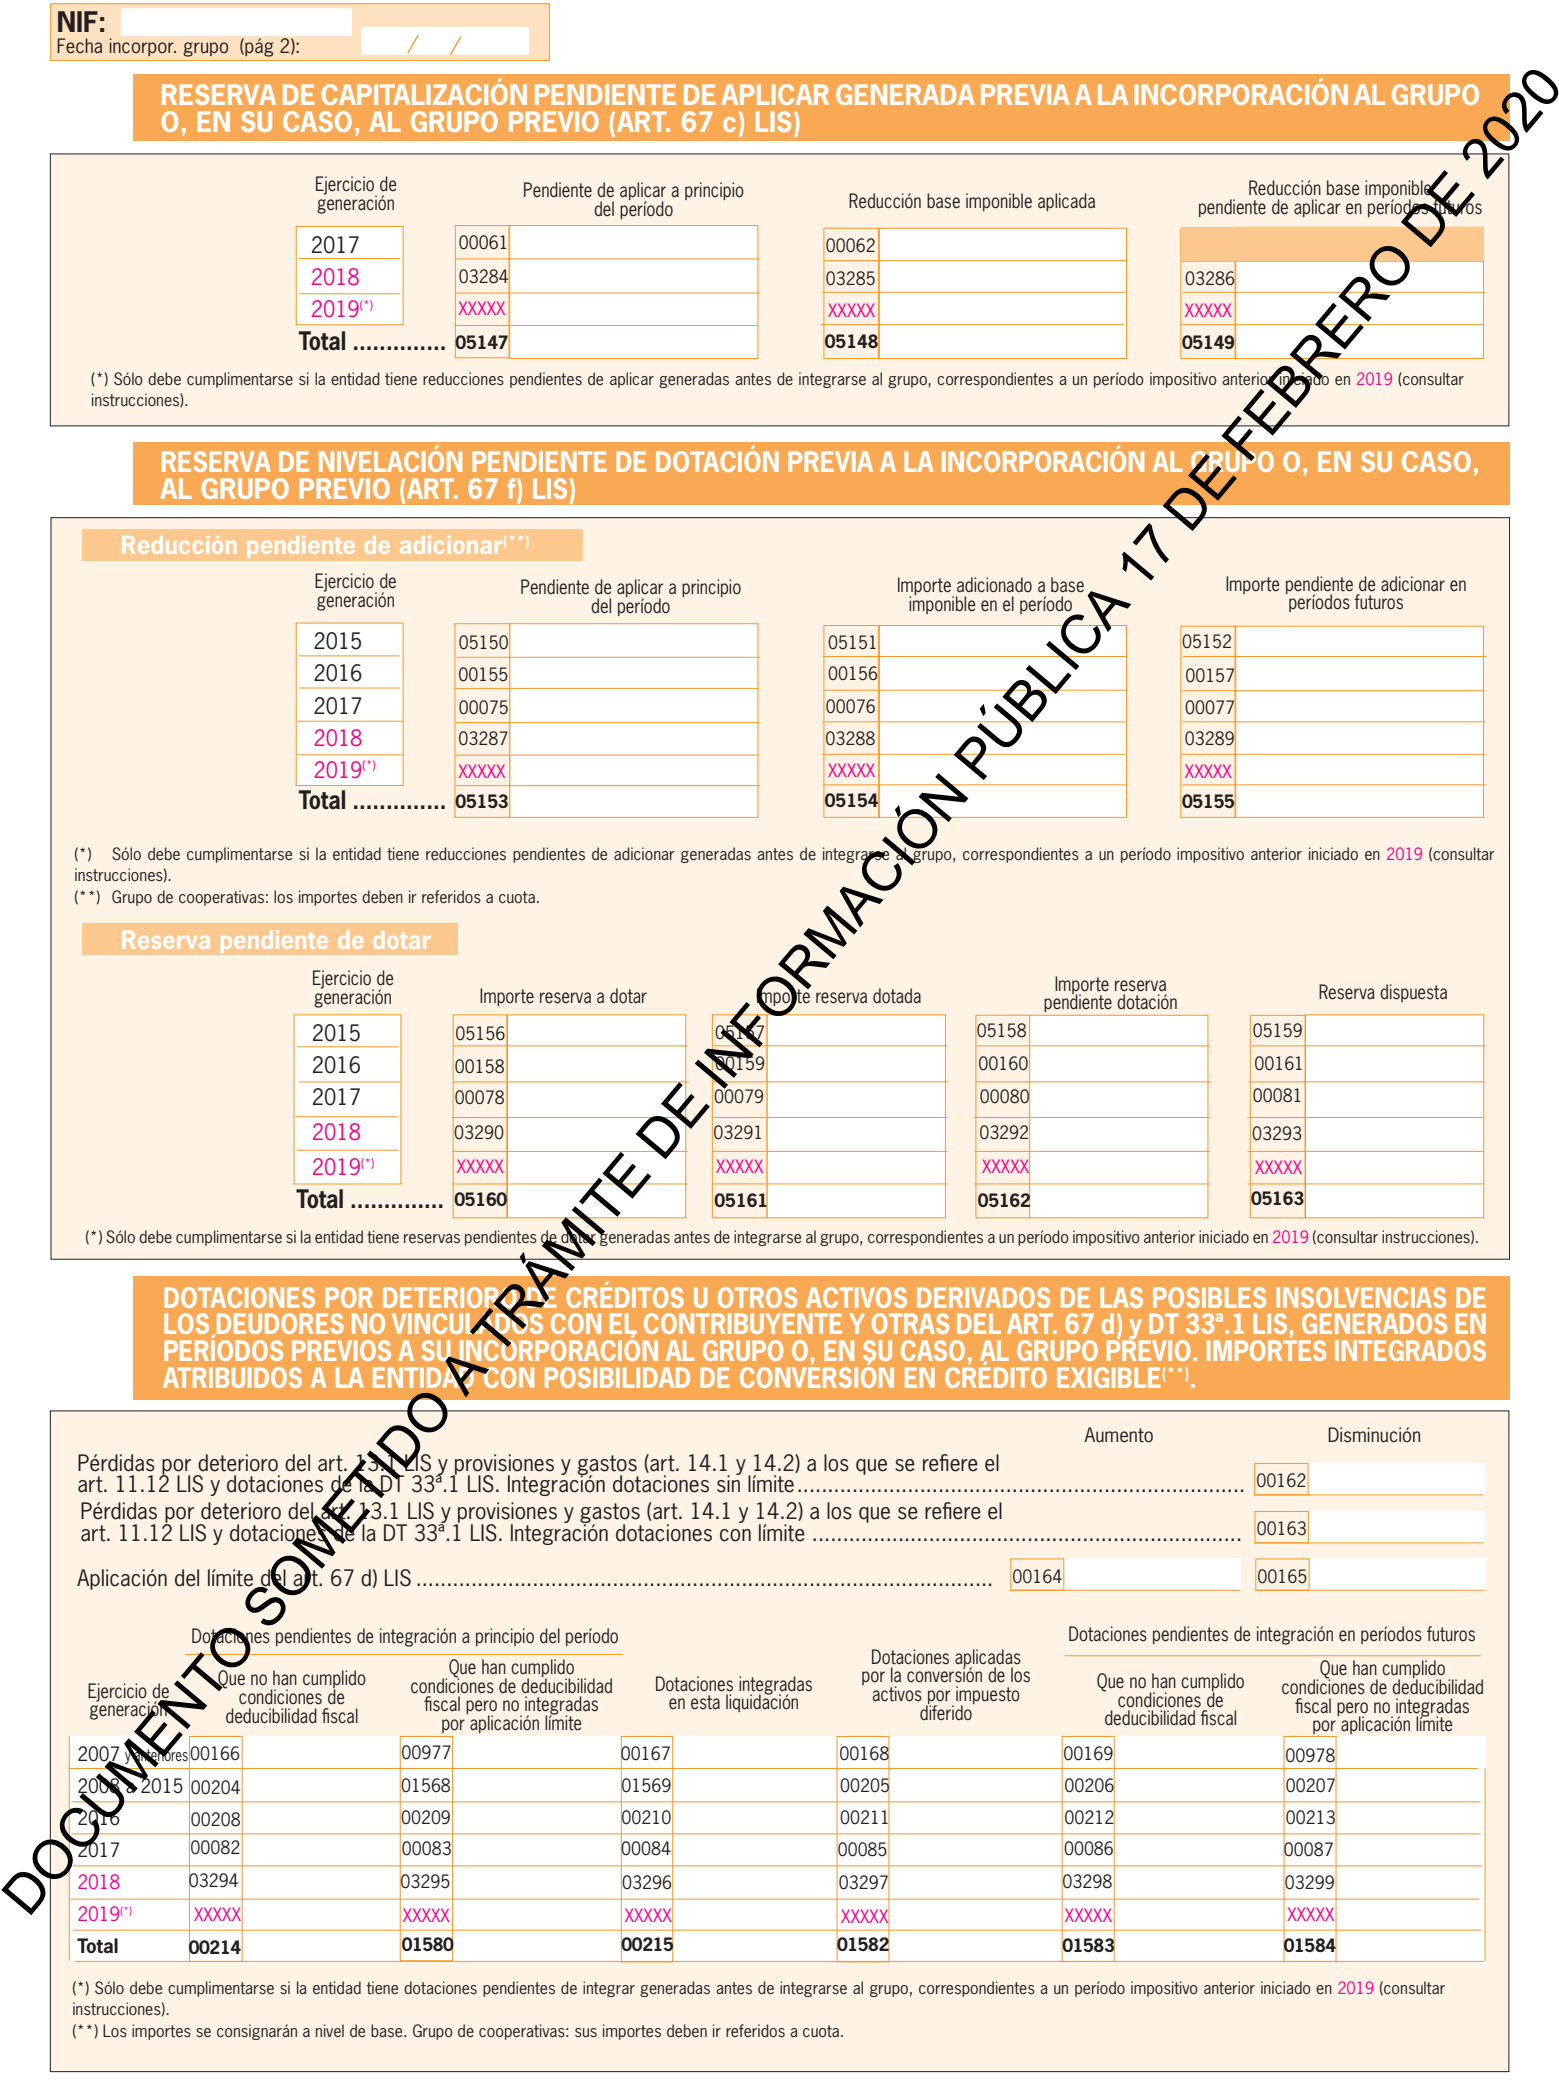 NIF:
Fecha incorpor. grupo (pág 2): / /
RESERVA DE CAPITALIZACIÓN PENDIENTE DE APLICAR GENERADA PREVIA A LA INCORPORACIÓN AL GRUPO
O, EN SU CASO, AL GRUPO PREVIO (ART. 67 c) LIS)
Ejercicio de generación Pendiente de aplicar a principio del período Reducción base imponible aplicada Reducción base imponible pendiente de aplicar en períodos futuros
2017 00061 00062
2018 03284 03285 03286
2019(*) XXXXX XXXXX XXXXX
Total .............. 05147 05148 05149
(*) Sólo debe cumplimentarse si la entidad tiene reducciones pendientes de aplicar generadas antes de integrarse al grupo, correspondientes a un período impositivo anterior iniciado en 2019 (consultar
instrucciones).
RESERVA DE NIVELACIÓN PENDIENTE DE DOTACIÓN PREVIA A LA INCORPORACIÓN AL GRUPO O, EN SU CASO,
AL GRUPO PREVIO (ART. 67 f) LIS)
Reducción pendiente de adicionar(**)
Ejercicio de generación Pendiente de aplicar a principio del período Importe adicionado a base imponible en el período Importe pendiente de adicionar en períodos futuros
2015 05150 05151 05152
2016 00155 00156 00157
2017 00075 00076 00077
2018 03287 03288 03289
2019(*) XXXXX XXXXX XXXXX
Total .............. 05153 05154 05155
(*) Sólo debe cumplimentarse si la entidad tiene reducciones pendientes de adicionar generadas antes de integrarse al grupo, correspondientes a un período impositivo anterior iniciado en 2019 (consultar
instrucciones).
(**) Grupo de cooperativas: los importes deben ir referidos a cuota.
Reserva pendiente de dotar
Ejercicio de generación Importe reserva a dotar Importe reserva dotada Importe reserva pendiente dotación Reserva dispuesta
2015 05156 05157 05158 05159
2016 00158 00159 00160 00161
2017 00078 00079 00080 00081
2018 03290 03291 03292 03293
2019(*) XXXXX XXXXX XXXXX XXXXX
Total .............. 05160 05161 05162 05163
(*) Sólo debe cumplimentarse si la entidad tiene reservas pendientes de dotar generadas antes de integrarse al grupo, correspondientes a un período impositivo anterior iniciado en 2019 (consultar instrucciones).
DOTACIONES POR DETERIORO DE CRÉDITOS U OTROS ACTIVOS DERIVADOS DE LAS POSIBLES INSOLVENCIAS DE
LOS DEUDORES NO VINCULADOS CON EL CONTRIBUYENTE Y OTRAS DEL ART. 67 d) y DT 33ª.1 LIS, GENERADOS EN
PERÍODOS PREVIOS A SU INCORPORACIÓN AL GRUPO O, EN SU CASO, AL GRUPO PREVIO. IMPORTES INTEGRADOS
ATRIBUIDOS A LA ENTIDAD CON POSIBILIDAD DE CONVERSIÓN EN CRÉDITO EXIGIBLE(**).
Aumento Disminución
Pérdidas por deterioro del art. 13.1 LIS y provisiones y gastos (art. 14.1 y 14.2) a los que se refiere el
art. 11.12 LIS y dotaciones de la DT 33ª.1 LIS. Integración dotaciones sin límite ........ 00162
Pérdidas por deterioro del art. 13.1 LIS y provisiones y gastos (art. 14.1 y 14.2) a los que se refiere el
art. 11.12 LIS y dotaciones de la DT 33ª.1 LIS. Integración dotaciones con límite ........ 00163
Aplicación del límite del art. 67 d) LIS ........ 00164 00165
Dotaciones pendientes de integración a principio del período Dotaciones pendientes de integración en períodos futuros
Ejercicio de generación Que no han cumplido condiciones de deducibilidad fiscal Que han cumplido condiciones de deducibilidad fiscal pero no integradas por aplicación límite Dotaciones integradas en esta liquidación Dotaciones aplicadas por la conversión de los activos por impuesto diferido Que no han cumplido condiciones de deducibilidad fiscal Que han cumplido condiciones de deducibilidad fiscal pero no integradas por aplicación límite
2007 y anteriores 00166 00977 00167 00168 00169 00978
2008 a 2015 00204 01568 01569 00205 00206 00207
2016 00208 00209 00210 00211 00212 00213
2017 00082 00083 00084 00085 00086 00087
2018 03294 03295 03296 03297 03298 03299
2019(*) XXXXX XXXXX XXXXX XXXXX XXXXX XXXXX
Total 00214 01580 00215 01582 01583 01584
(*) Sólo debe cumplimentarse si la entidad tiene dotaciones pendientes de integrar generadas antes de integrarse al grupo, correspondientes a un período impositivo anterior iniciado en 2019 (consultar
instrucciones).
(**) Los importes se consignarán a nivel de base. Grupo de cooperativas: sus importes deben ir referidos a cuota.
DOCUMENTO SOMETIDO A TRÁMITE DE INFORMACIÓN PÚBLICA 17 DE FEBRERO DE 2020